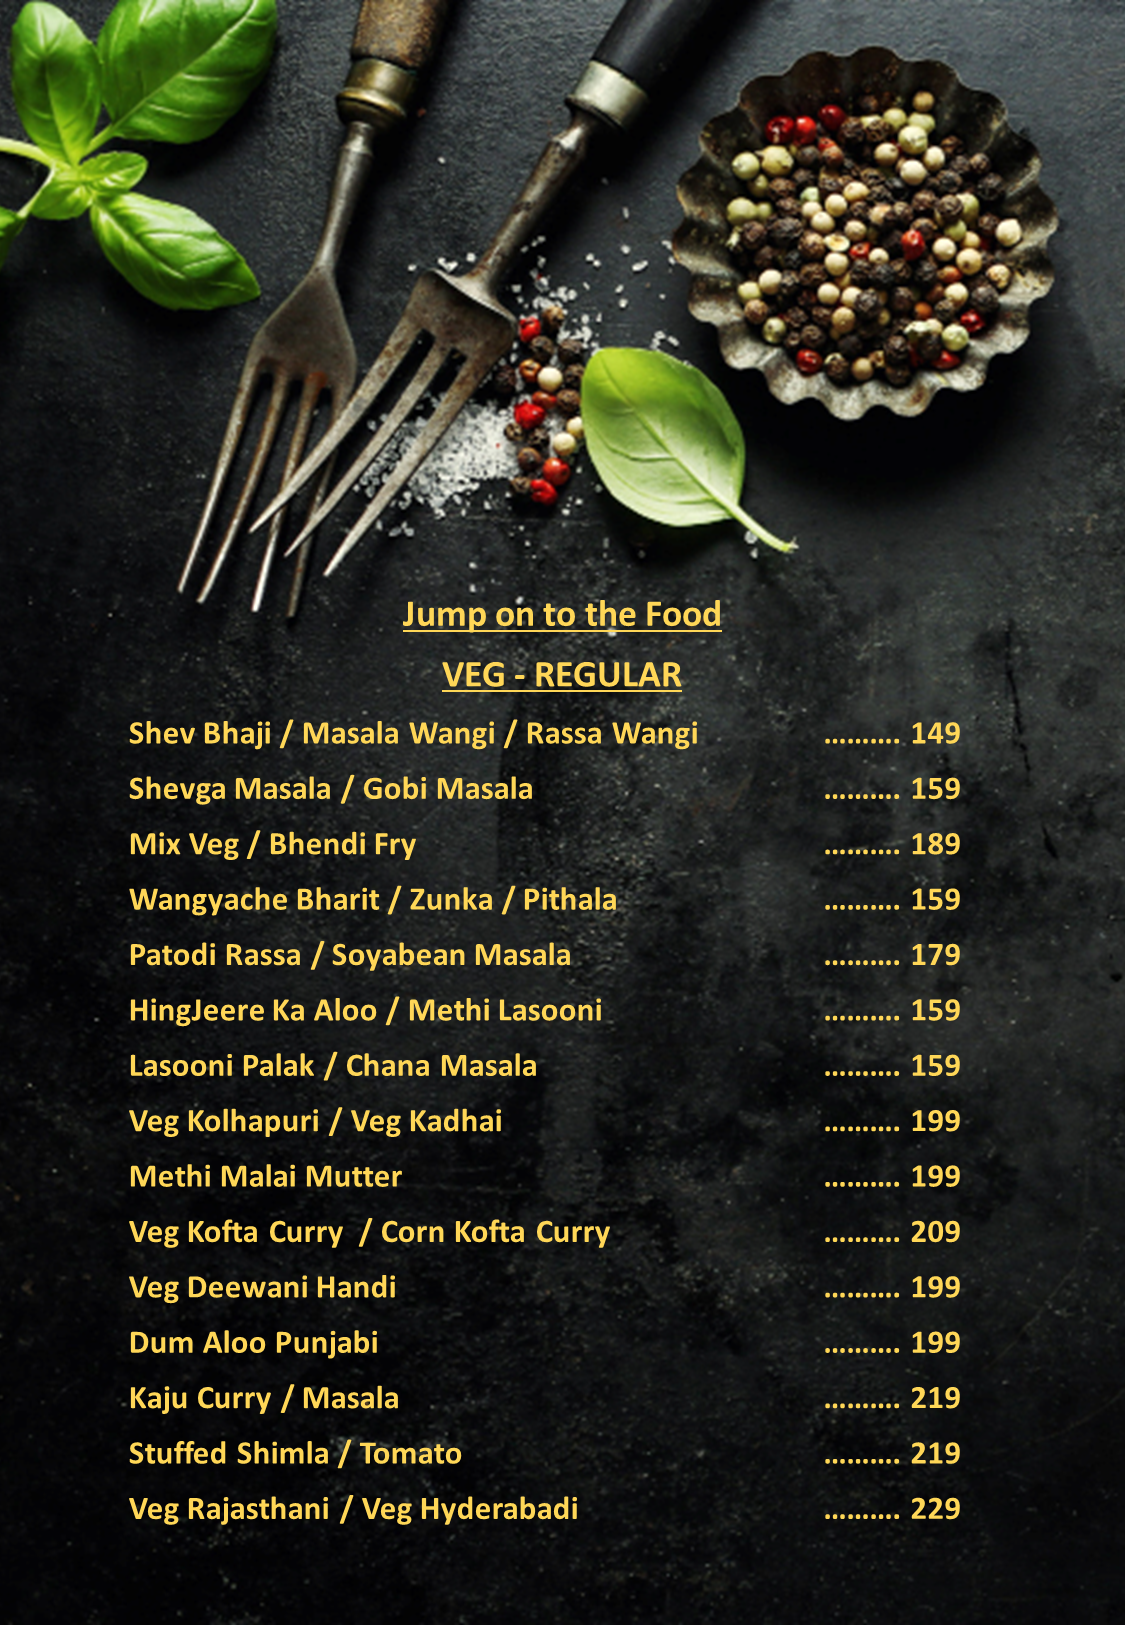 Jump on to the Food
VEG - REGULAR
Shev Bhaji / Masala Wangi / Rassa Wangi .......... 149
Shevga Masala / Gobi Masala .......... 159
Mix Veg / Bhendi Fry .......... 189
Wangyache Bharit / Zunka / Pithala .......... 159
Patodi Rassa / Soyabean Masala .......... 179
HingJeere Ka Aloo / Methi Lasooni .......... 159
Lasooni Palak / Chana Masala .......... 159
Veg Kolhapuri / Veg Kadhai .......... 199
Methi Malai Mutter .......... 199
Veg Kofta Curry / Corn Kofta Curry .......... 209
Veg Deewani Handi .......... 199
Dum Aloo Punjabi .......... 199
Kaju Curry / Masala .......... 219
Stuffed Shimla / Tomato .......... 219
Veg Rajasthani / Veg Hyderabadi .......... 229